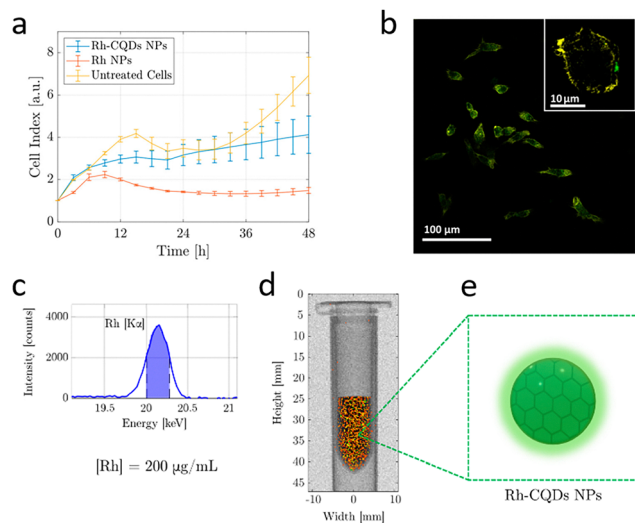 a
Rh-CQDs NPs
Rh NPs
Untreated Cells
8
6
4
2
0
Cell Index [a.u.]
0
12
24
36
48
Time [h]
b
10 µm
100 µm
c
Rh [Kα]
4000
2000
0
Intensity [counts]
19.5
20
20.5
21
Energy [keV]
[Rh] = 200 µg/mL
d
0
5
10
15
20
25
30
35
40
45
Height [mm]
-10
0
10
Width [mm]
e
Rh-CQDs NPs